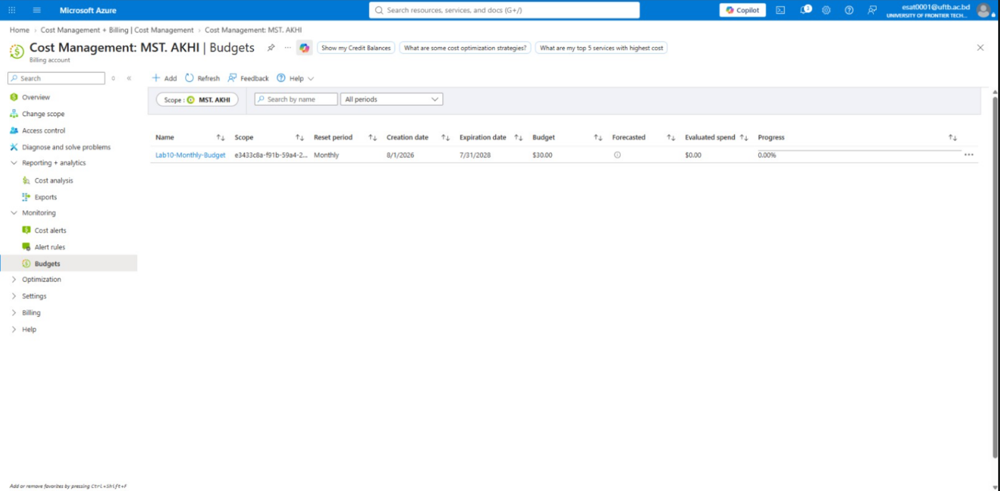 Microsoft Azure
Search resources, services, and docs (G+/)
Copilot
3
esat0001@uftb.ac.bd
UNIVERSITY OF FRONTIER TECH...
Home > Cost Management + Billing | Cost Management > Cost Management: MST. AKHI
Cost Management: MST. AKHI | Budgets
Show my Credit Balances
What are some cost optimization strategies?
What are my top 5 services with highest cost
Billing account
Search
Add Refresh Feedback Help
Overview
Change scope
Access control
Diagnose and solve problems
Reporting + analytics
Cost analysis
Exports
Monitoring
Cost alerts
Alert rules
Budgets
Optimization
Settings
Billing
Help
Scope : MST. AKHI
Search by name
All periods
Name Scope Reset period Creation date Expiration date Budget Forecasted Evaluated spend Progress
Lab10-Monthly-Budget e3433c8a-f91b-59a4-2... Monthly 8/1/2026 7/31/2028 $30.00 $0.00 0.00%
Add or remove favorites by pressing Ctrl+Shift+F